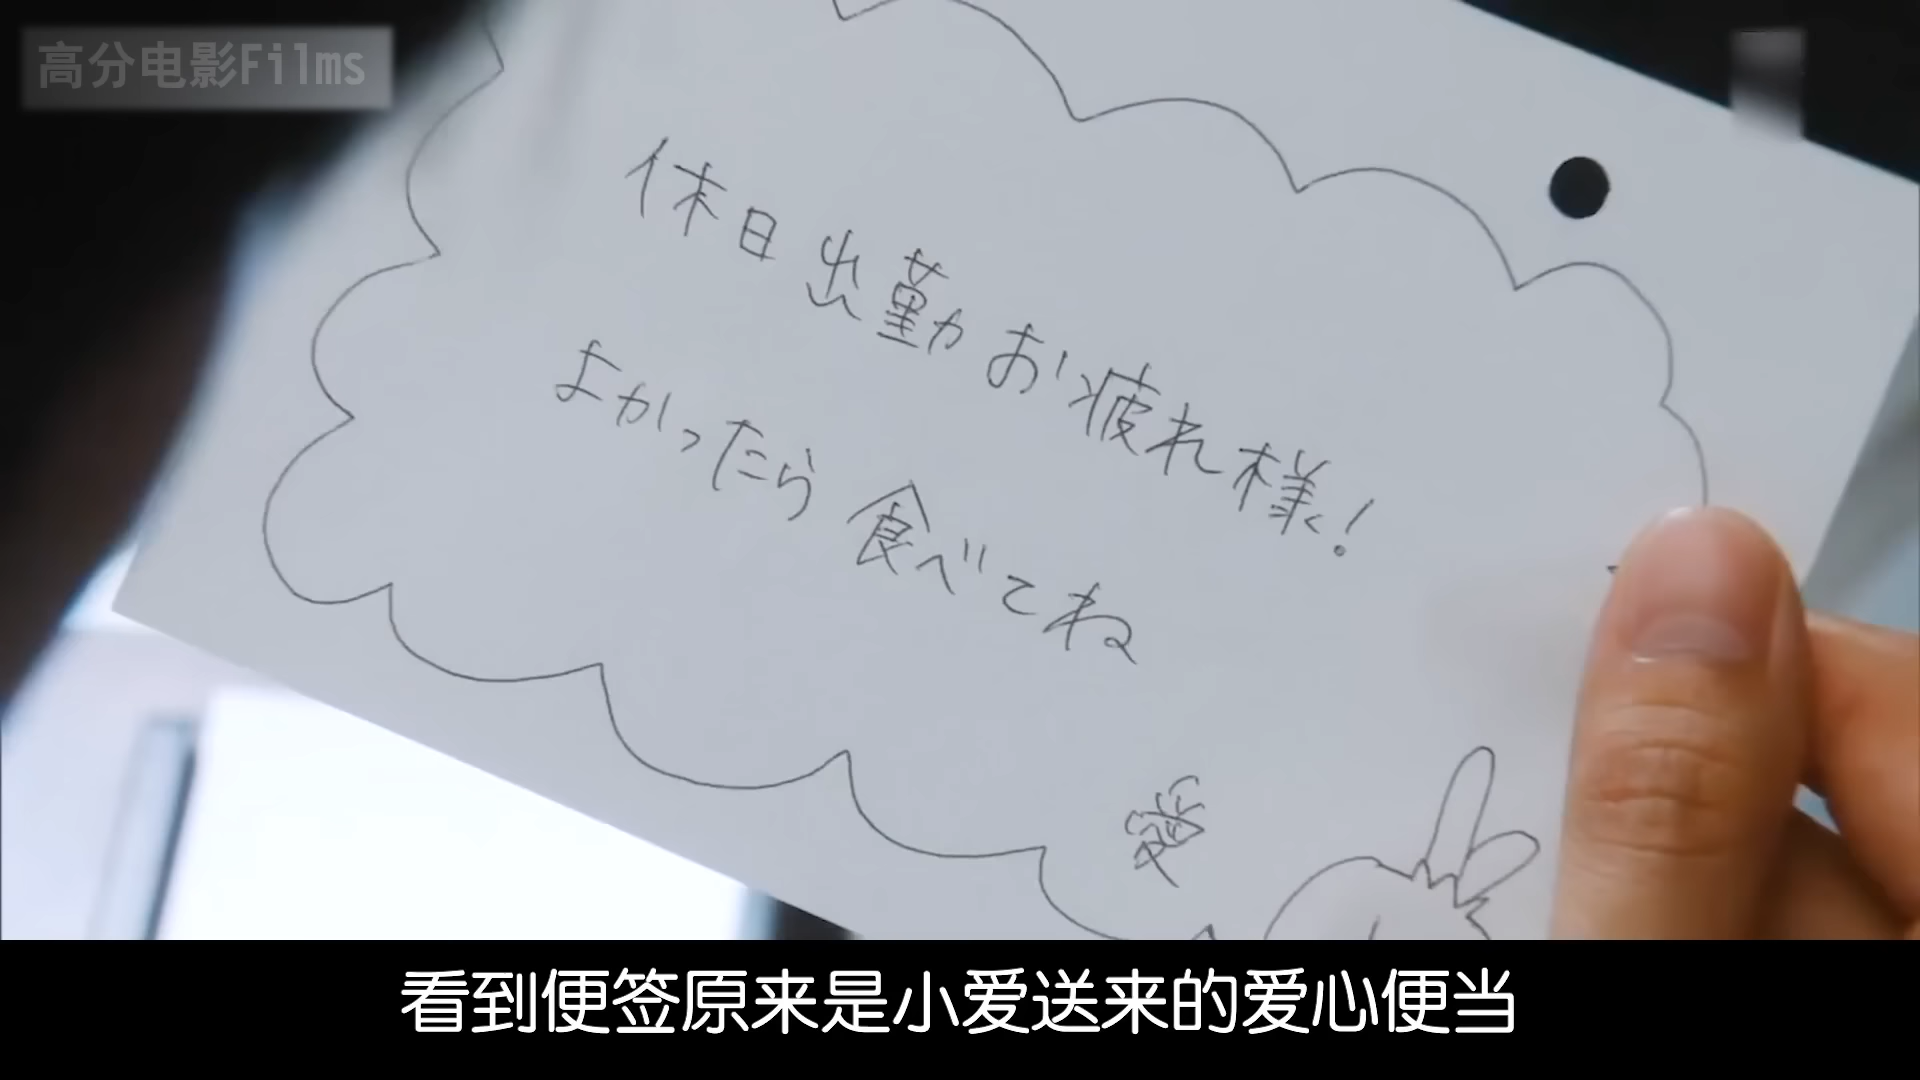 高分电影Films
休日出勤お疲れ様!
よかったら食べてね
愛
看到便签原来是小爱送来的爱心便当